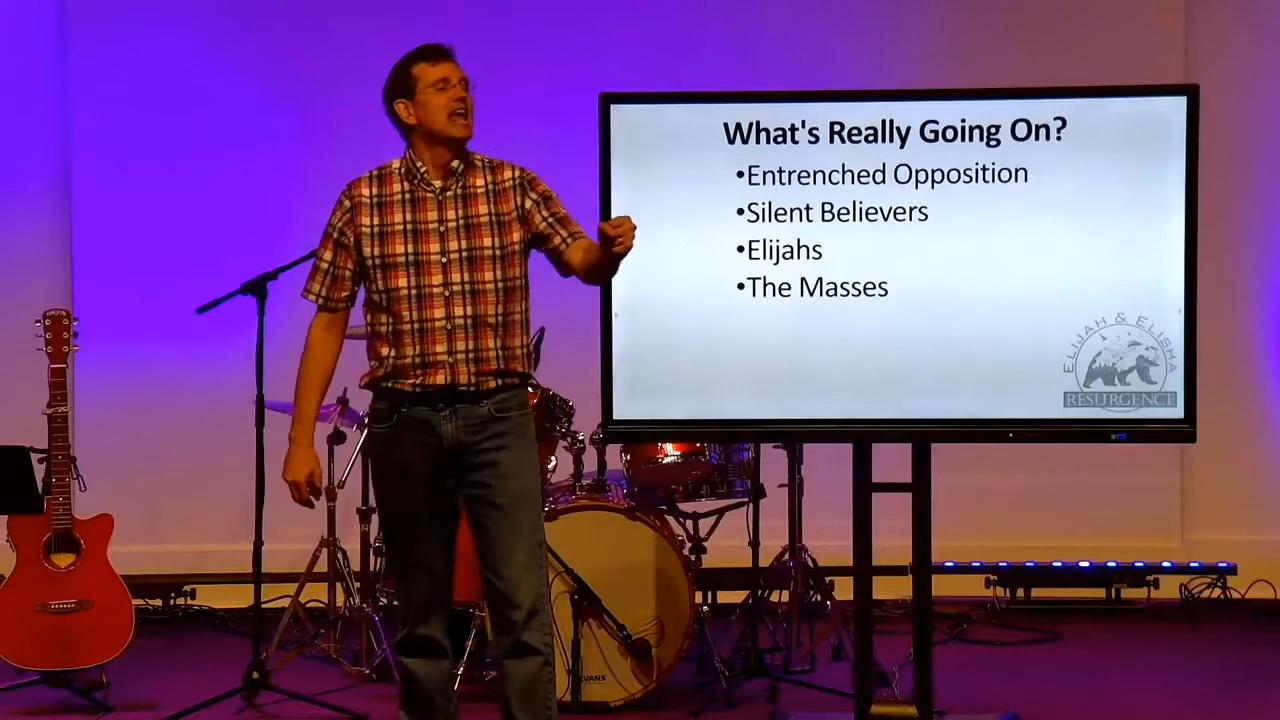 What's Really Going On?
•Entrenched Opposition
•Silent Believers
•Elijahs
•The Masses
ELIJAH & ELISHA
RESURGENCE
EVANS